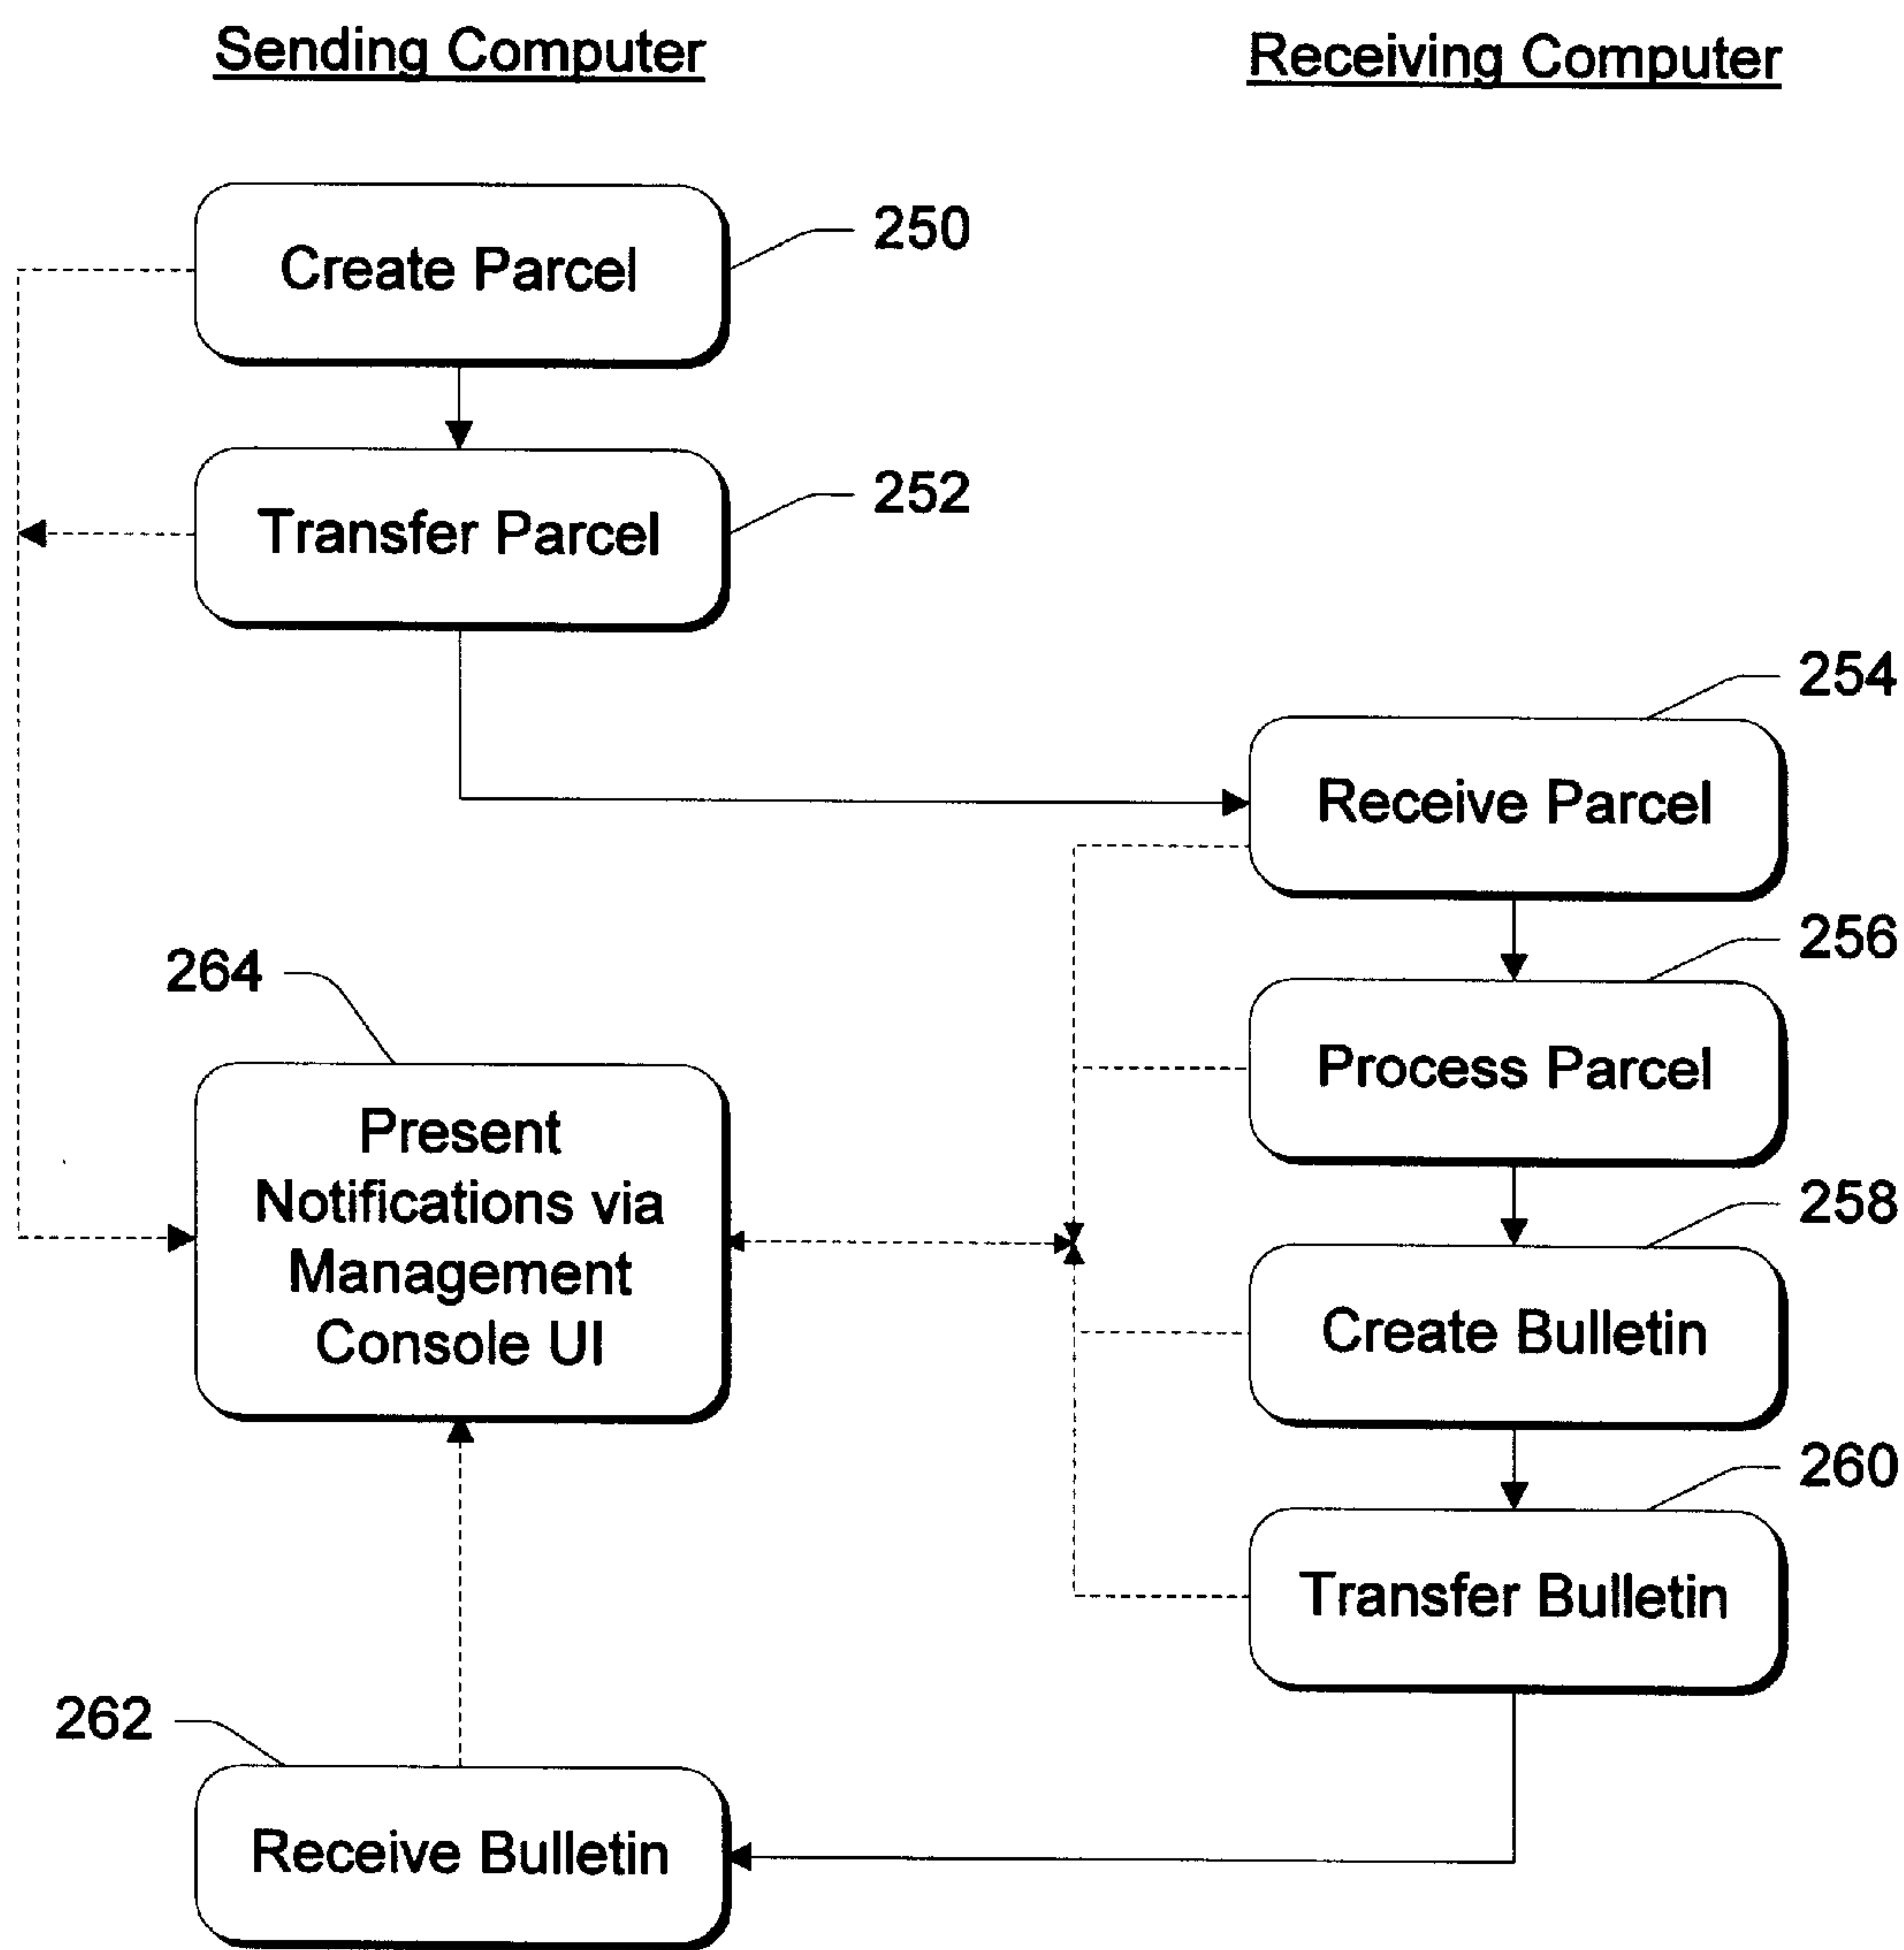 Sending Computer
Receiving Computer
Create Parcel
250
Transfer Parcel
252
254
Receive Parcel
256
Process Parcel
264
Present
Notifications via
Management
Console UI
258
Create Bulletin
260
Transfer Bulletin
262
Receive Bulletin